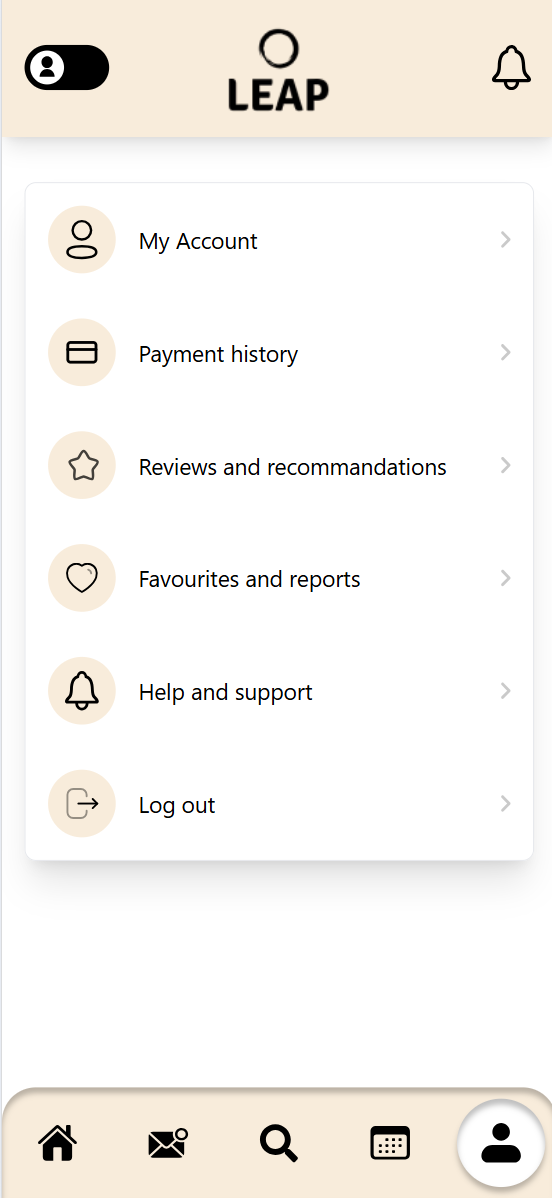 LEAP
My Account
Payment history
Reviews and recommandations
Favourites and reports
Help and support
Log out